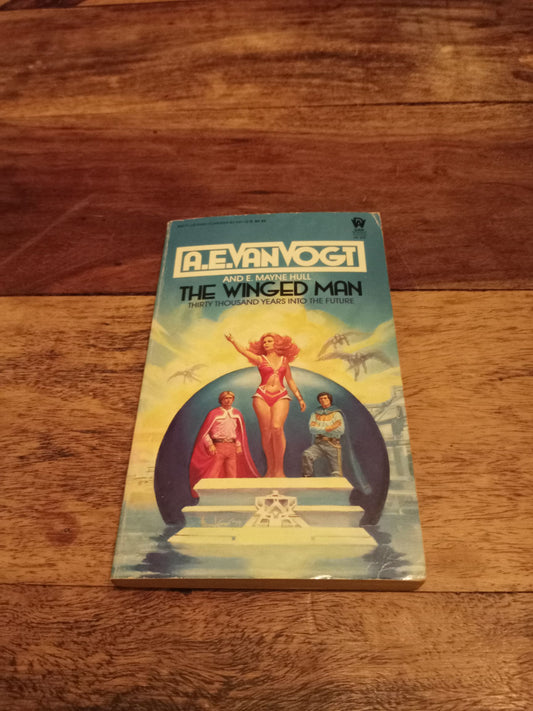 A.E. VAN VOGT
AND E. MAYNE HULL
THE WINGED MAN
THIRTY THOUSAND YEARS INTO THE FUTURE